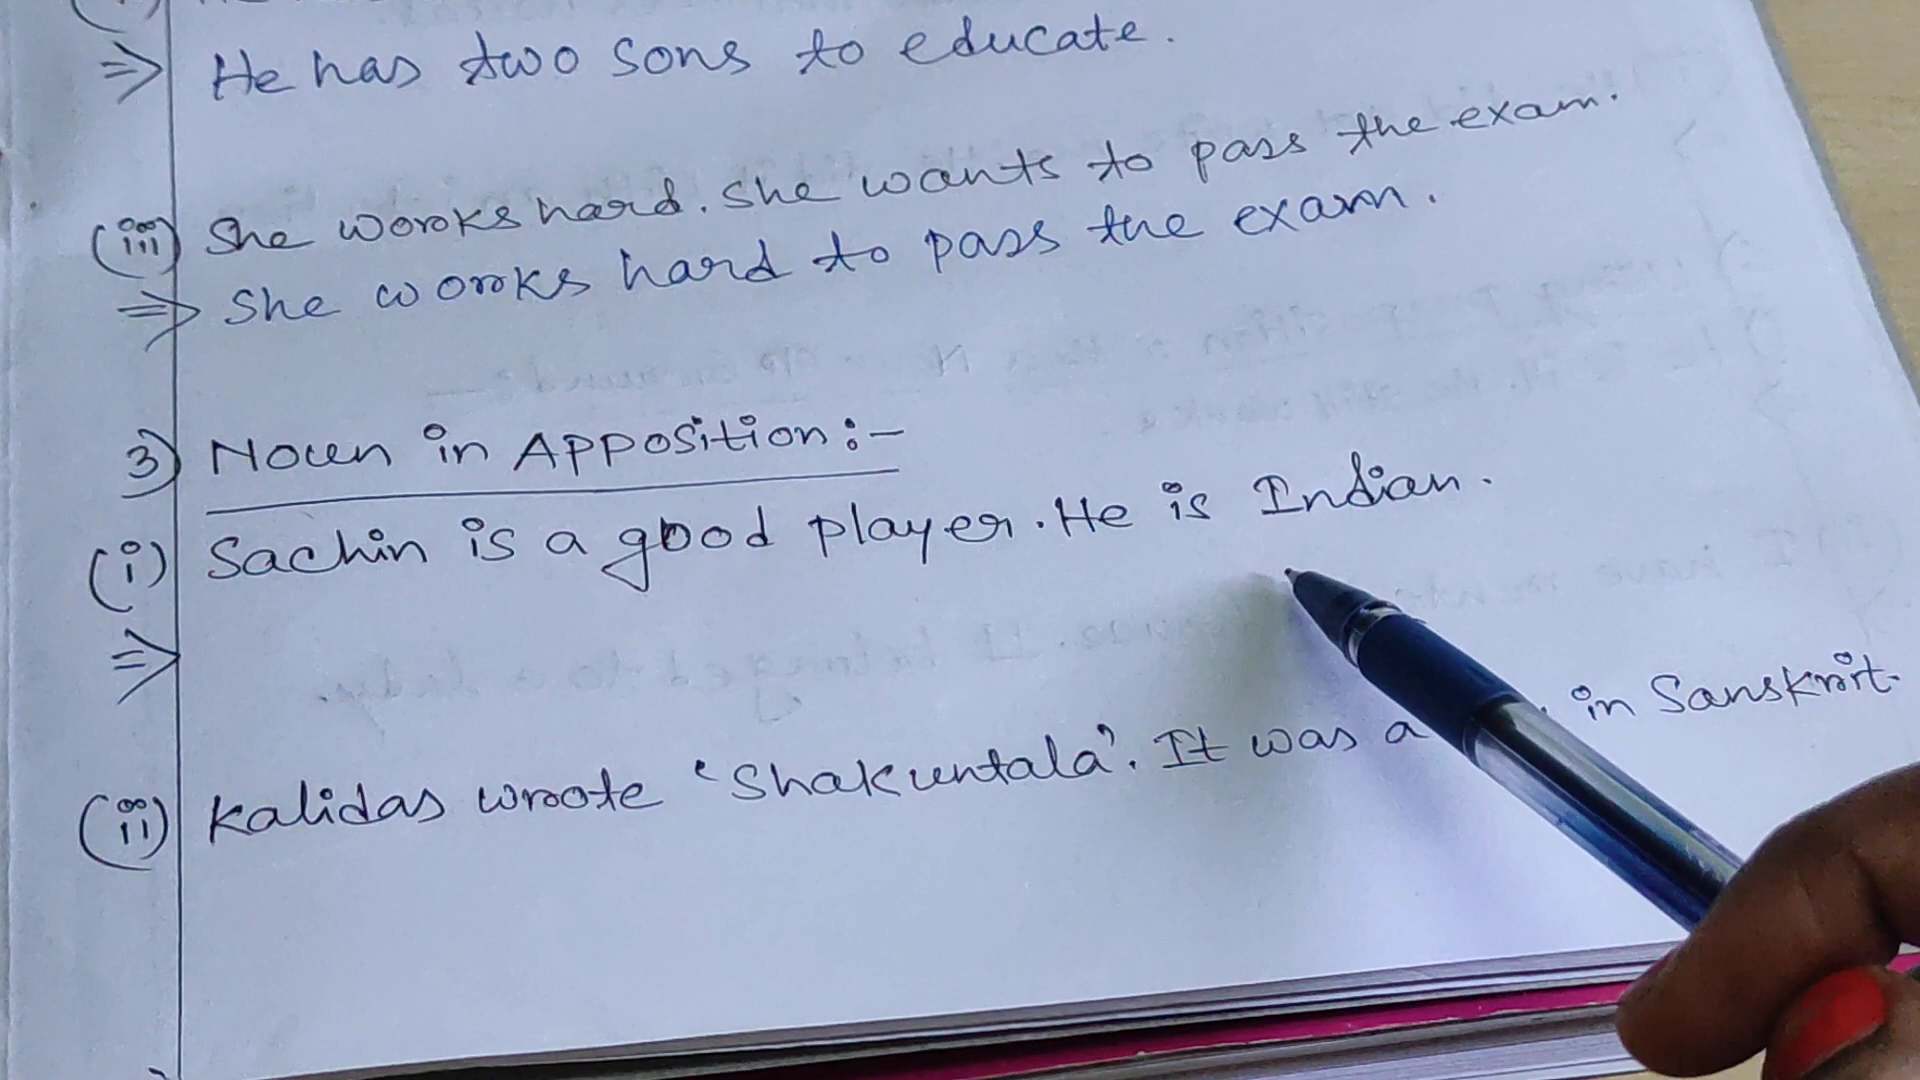 ⇒ He has two sons to educate.
(iii) She works hard. She wants to pass the exam.
⇒ She works hard to pass the exam.
3) Noun in Apposition :-
(i) Sachin is a good player. He is Indian.
⇒
(ii) Kalidas wrote 'Shakuntala'. It was a in Sanskrit.